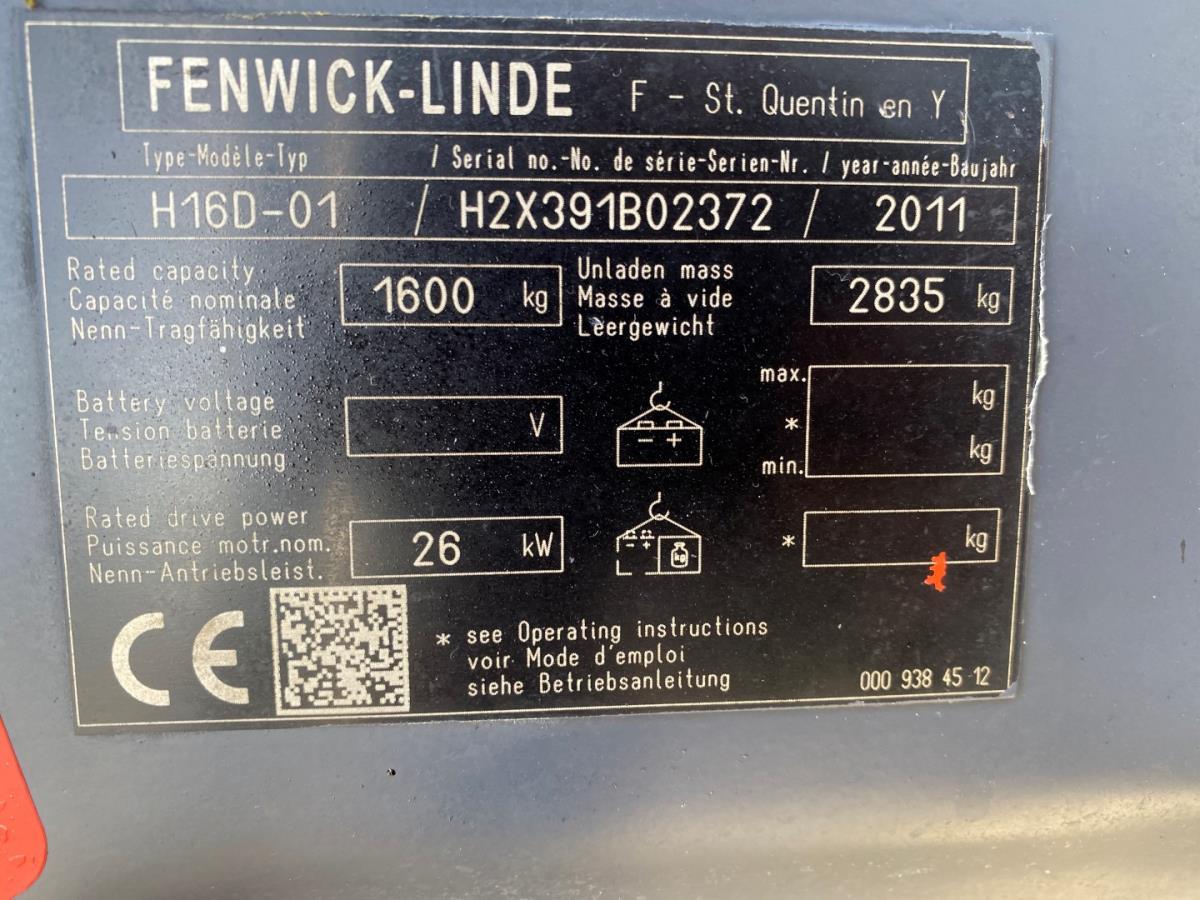 FENWICK-LINDE F - St. Quentin en Y
Type-Modèle-Typ / Serial no.-No. de série-Serien-Nr. / year-année-Baujahr
H16D-01 / H2X391B02372 / 2011
Rated capacity
Capacité nominale
Nenn-Tragfähigkeit
1600 kg
Unladen mass
Masse à vide
Leergewicht
2835 kg
Battery voltage
Tension batterie
Batteriespannung
V
- +
max. kg
*
min. kg
Rated drive power
Puissance motr.nom.
Nenn-Antriebsleist.
26 kW
- + kg
* kg
CE
* see Operating instructions
voir Mode d'emploi
siehe Betriebsanleitung
000 938 45 12